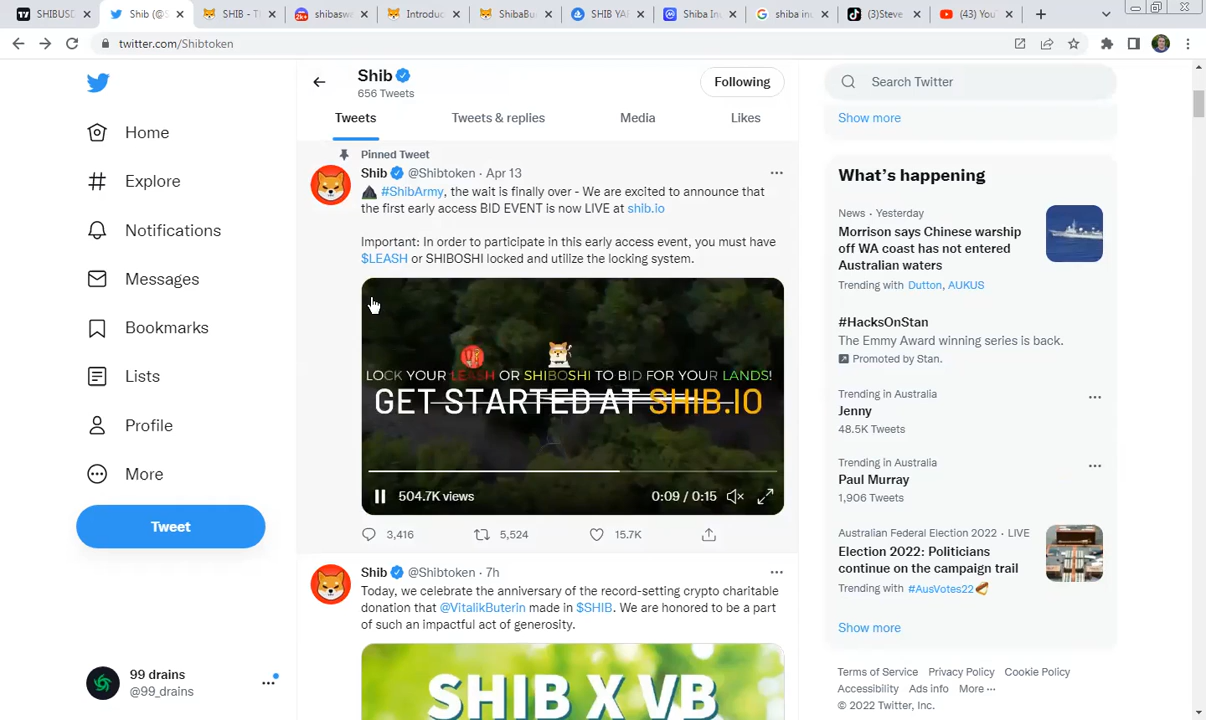 SHIBUSD
Shib (@S
SHIB - T
2k+
shibasw
Introduc
ShibaBu
SHIB YA
Shiba In
shiba in
(3)Steve
(43) You
twitter.com/Shibtoken
Home
Explore
Notifications
Messages
Bookmarks
Lists
Profile
More
Tweet
99 drains
@99_drains
Shib
656 Tweets
Following
Tweets
Tweets & replies
Media
Likes
Pinned Tweet
Shib @Shibtoken · Apr 13
#ShibArmy, the wait is finally over - We are excited to announce that
the first early access BID EVENT is now LIVE at shib.io
Important: In order to participate in this early access event, you must have
$LEASH or SHIBOSHI locked and utilize the locking system.
LOCK YOUR LEASH OR SHIBOSHI TO BID FOR YOUR LANDS!
GET STARTED AT SHIB.IO
504.7K views
0:09 / 0:15
3,416
5,524
15.7K
Shib @Shibtoken · 7h
Today, we celebrate the anniversary of the record-setting crypto charitable
donation that @VitalikButerin made in $SHIB. We are honored to be a part
of such an impactful act of generosity.
SHIB X VB
Search Twitter
Show more
What's happening
News · Yesterday
Morrison says Chinese warship
off WA coast has not entered
Australian waters
Trending with Dutton, AUKUS
#HacksOnStan
The Emmy Award winning series is back.
Promoted by Stan.
Trending in Australia
Jenny
48.5K Tweets
Trending in Australia
Paul Murray
1,906 Tweets
Australian Federal Election 2022 · LIVE
Election 2022: Politicians
continue on the campaign trail
Trending with #AusVotes22
Show more
Terms of Service Privacy Policy Cookie Policy
Accessibility Ads info More ···
© 2022 Twitter, Inc.